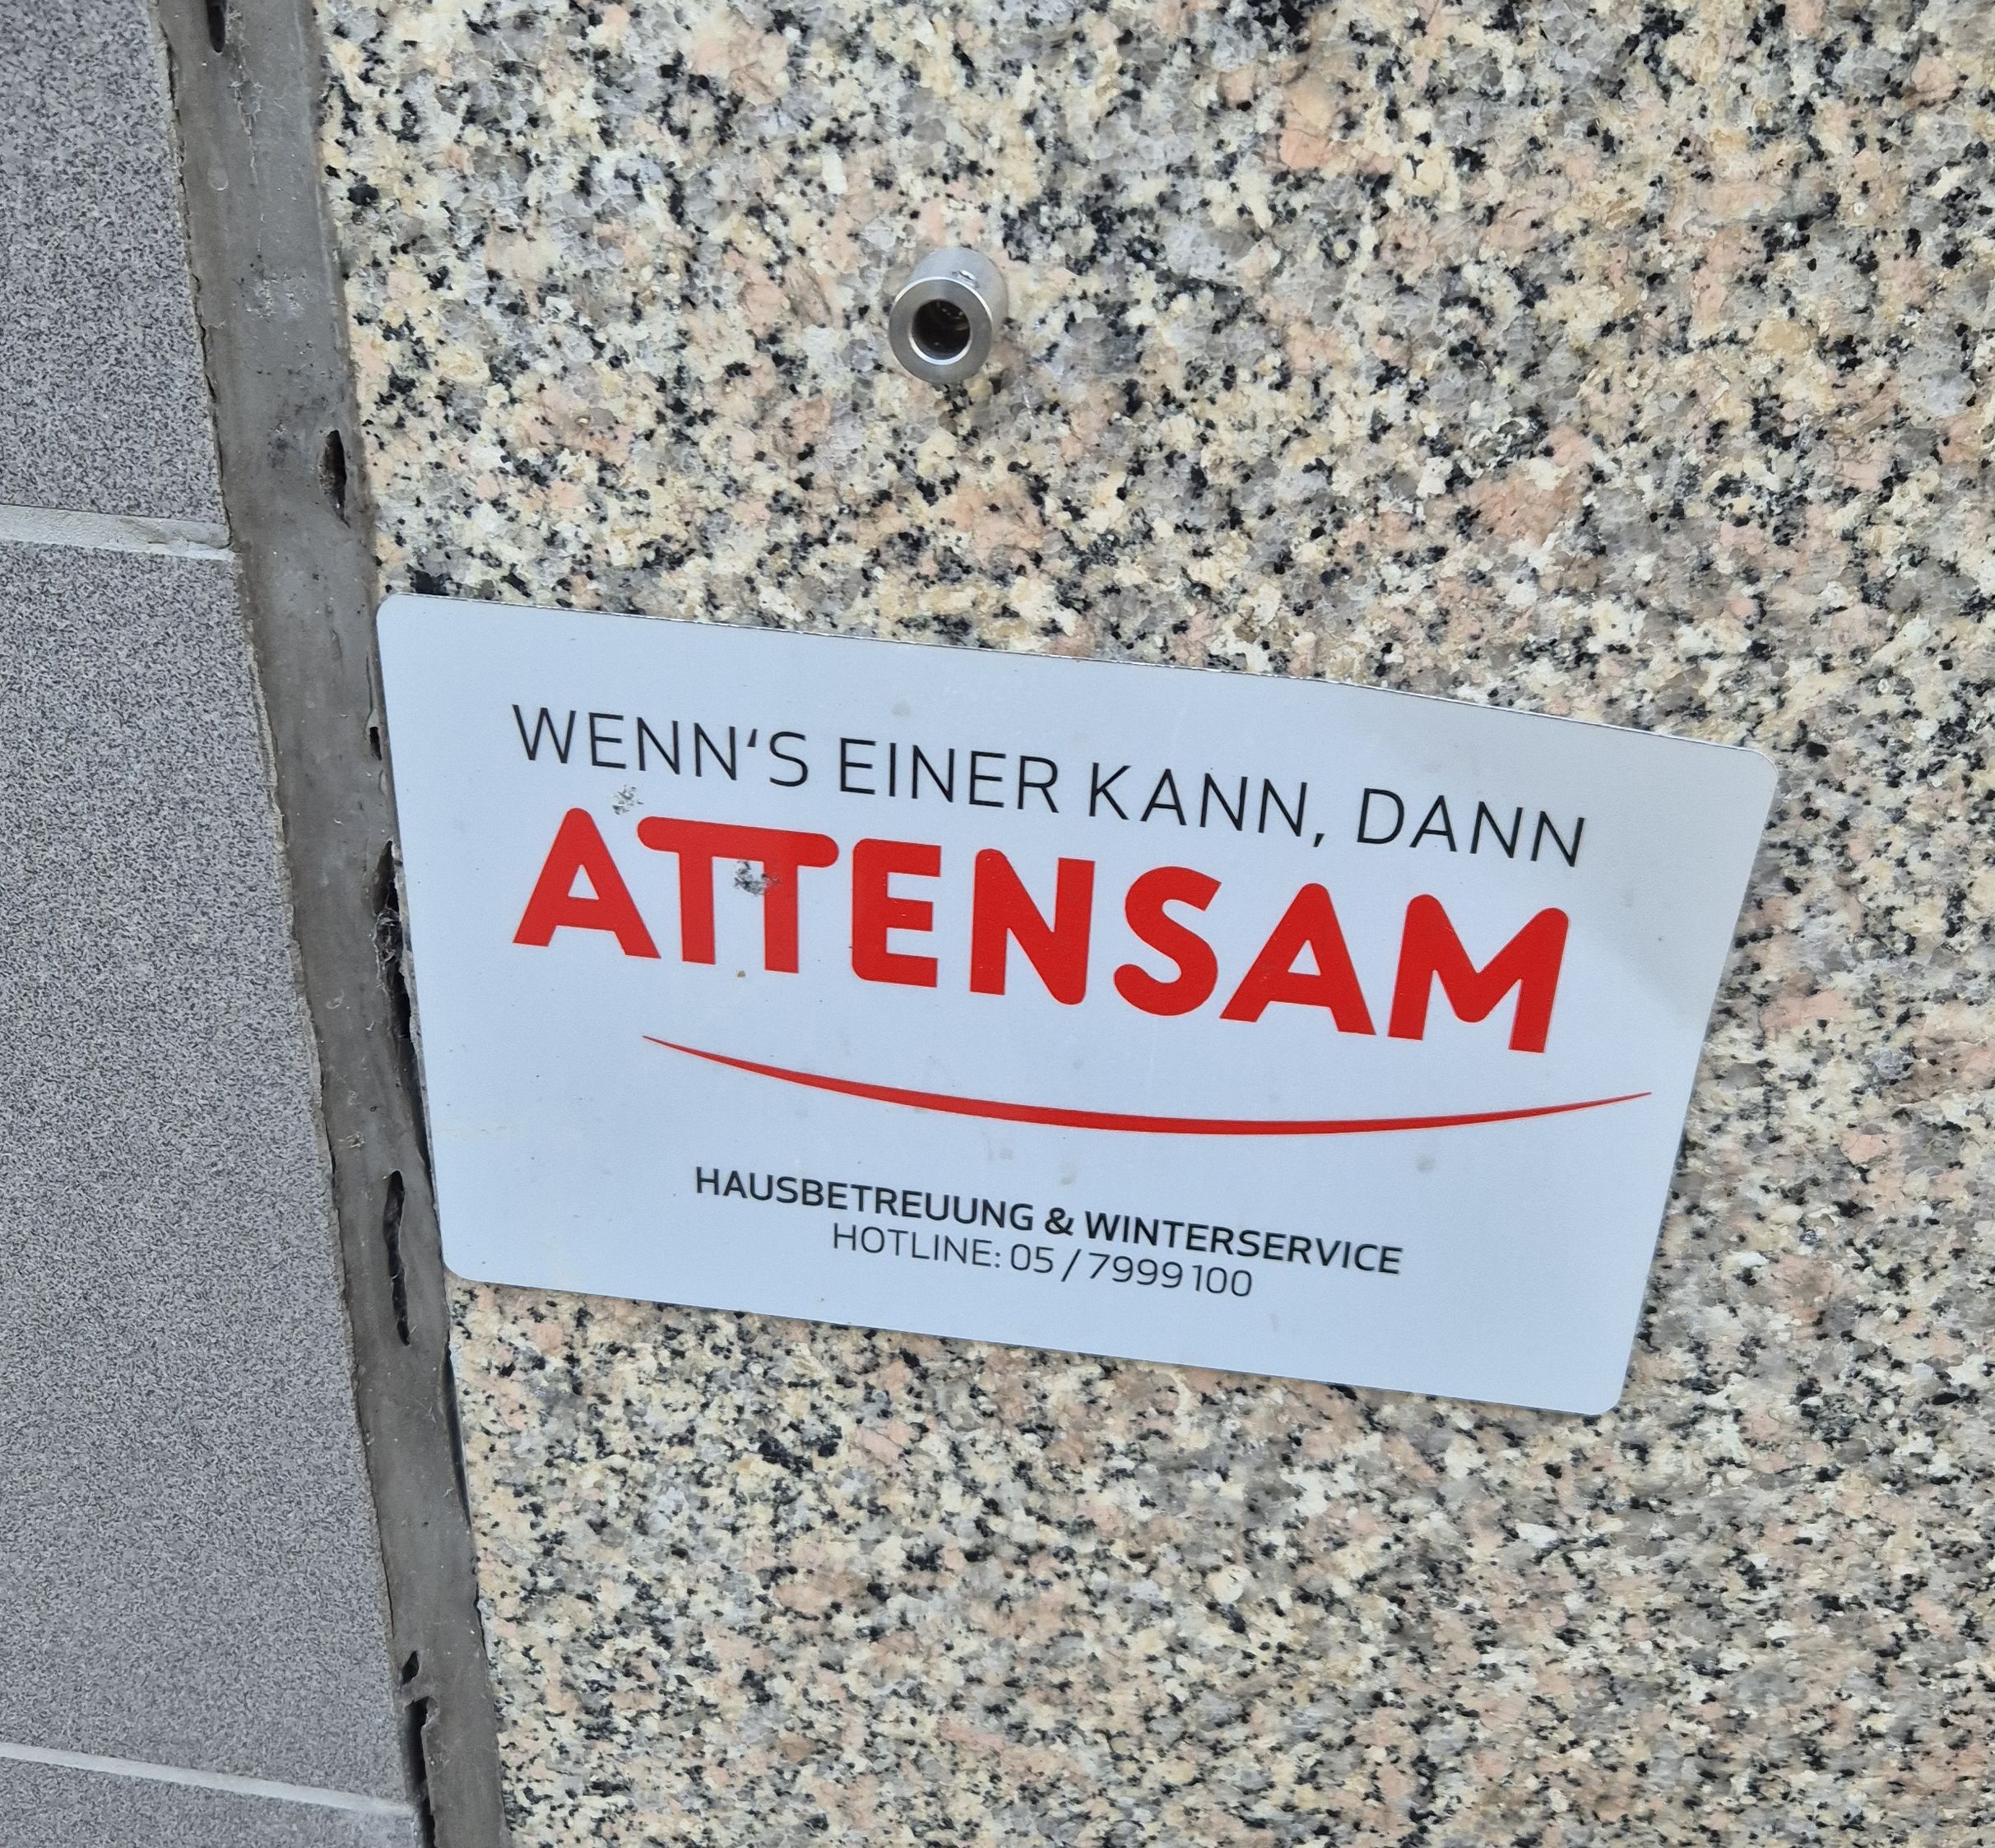 WENN‘S EINER KANN, DANN
ATTENSAM
HAUSBETREUUNG & WINTERSERVICE
HOTLINE: 05 / 7999 100